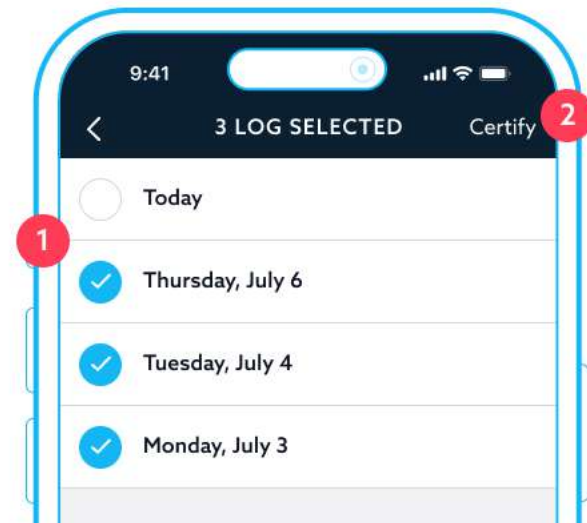 9:41
3 LOG SELECTED Certify
2
Today
1
Thursday, July 6
Tuesday, July 4
Monday, July 3